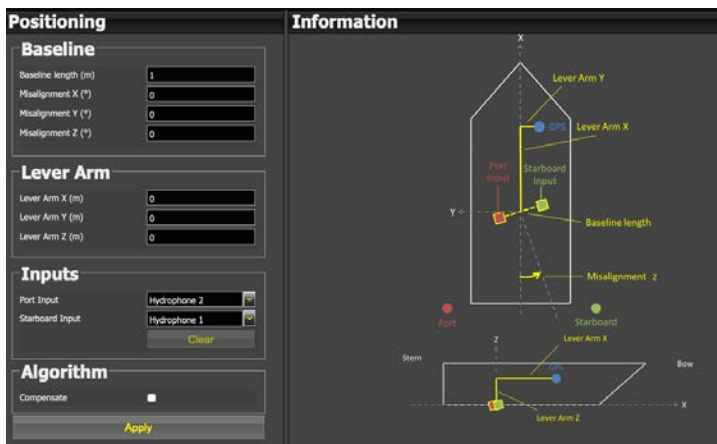 Positioning
Baseline
Baseline length (m) 1
Misalignment X (°) 0
Misalignment Y (°) 0
Misalignment Z (°) 0
Lever Arm
Lever Arm X (m) 0
Lever Arm Y (m) 0
Lever Arm Z (m) 0
Inputs
Port Input Hydrophone 2
Starboard Input Hydrophone 1
Clear
Algorithm
Compensate
Apply
Information
X
Lever Arm Y
GPS Lever Arm X
Port Input
Starboard Input
Y
Baseline length
Misalignment z
Port
Starboard
Z
Lever Arm X
Stern
GPS
Bow
X
Lever Arm Z